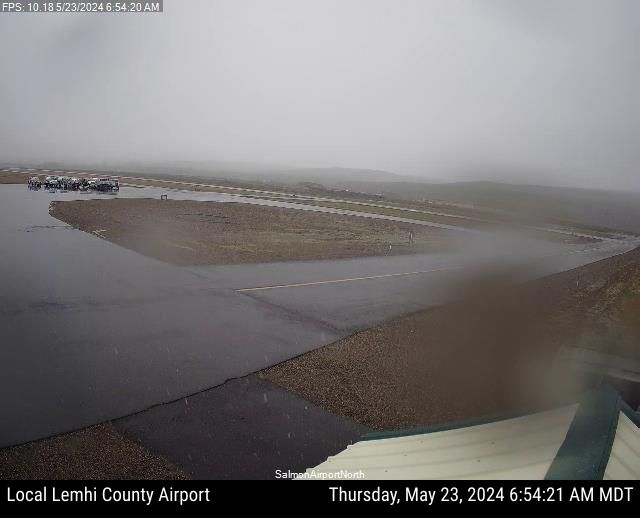 FPS: 10.18 5/23/2024 6:54:20 AM
SalmonAirportNorth
Local Lemhi County Airport Thursday, May 23, 2024 6:54:21 AM MDT